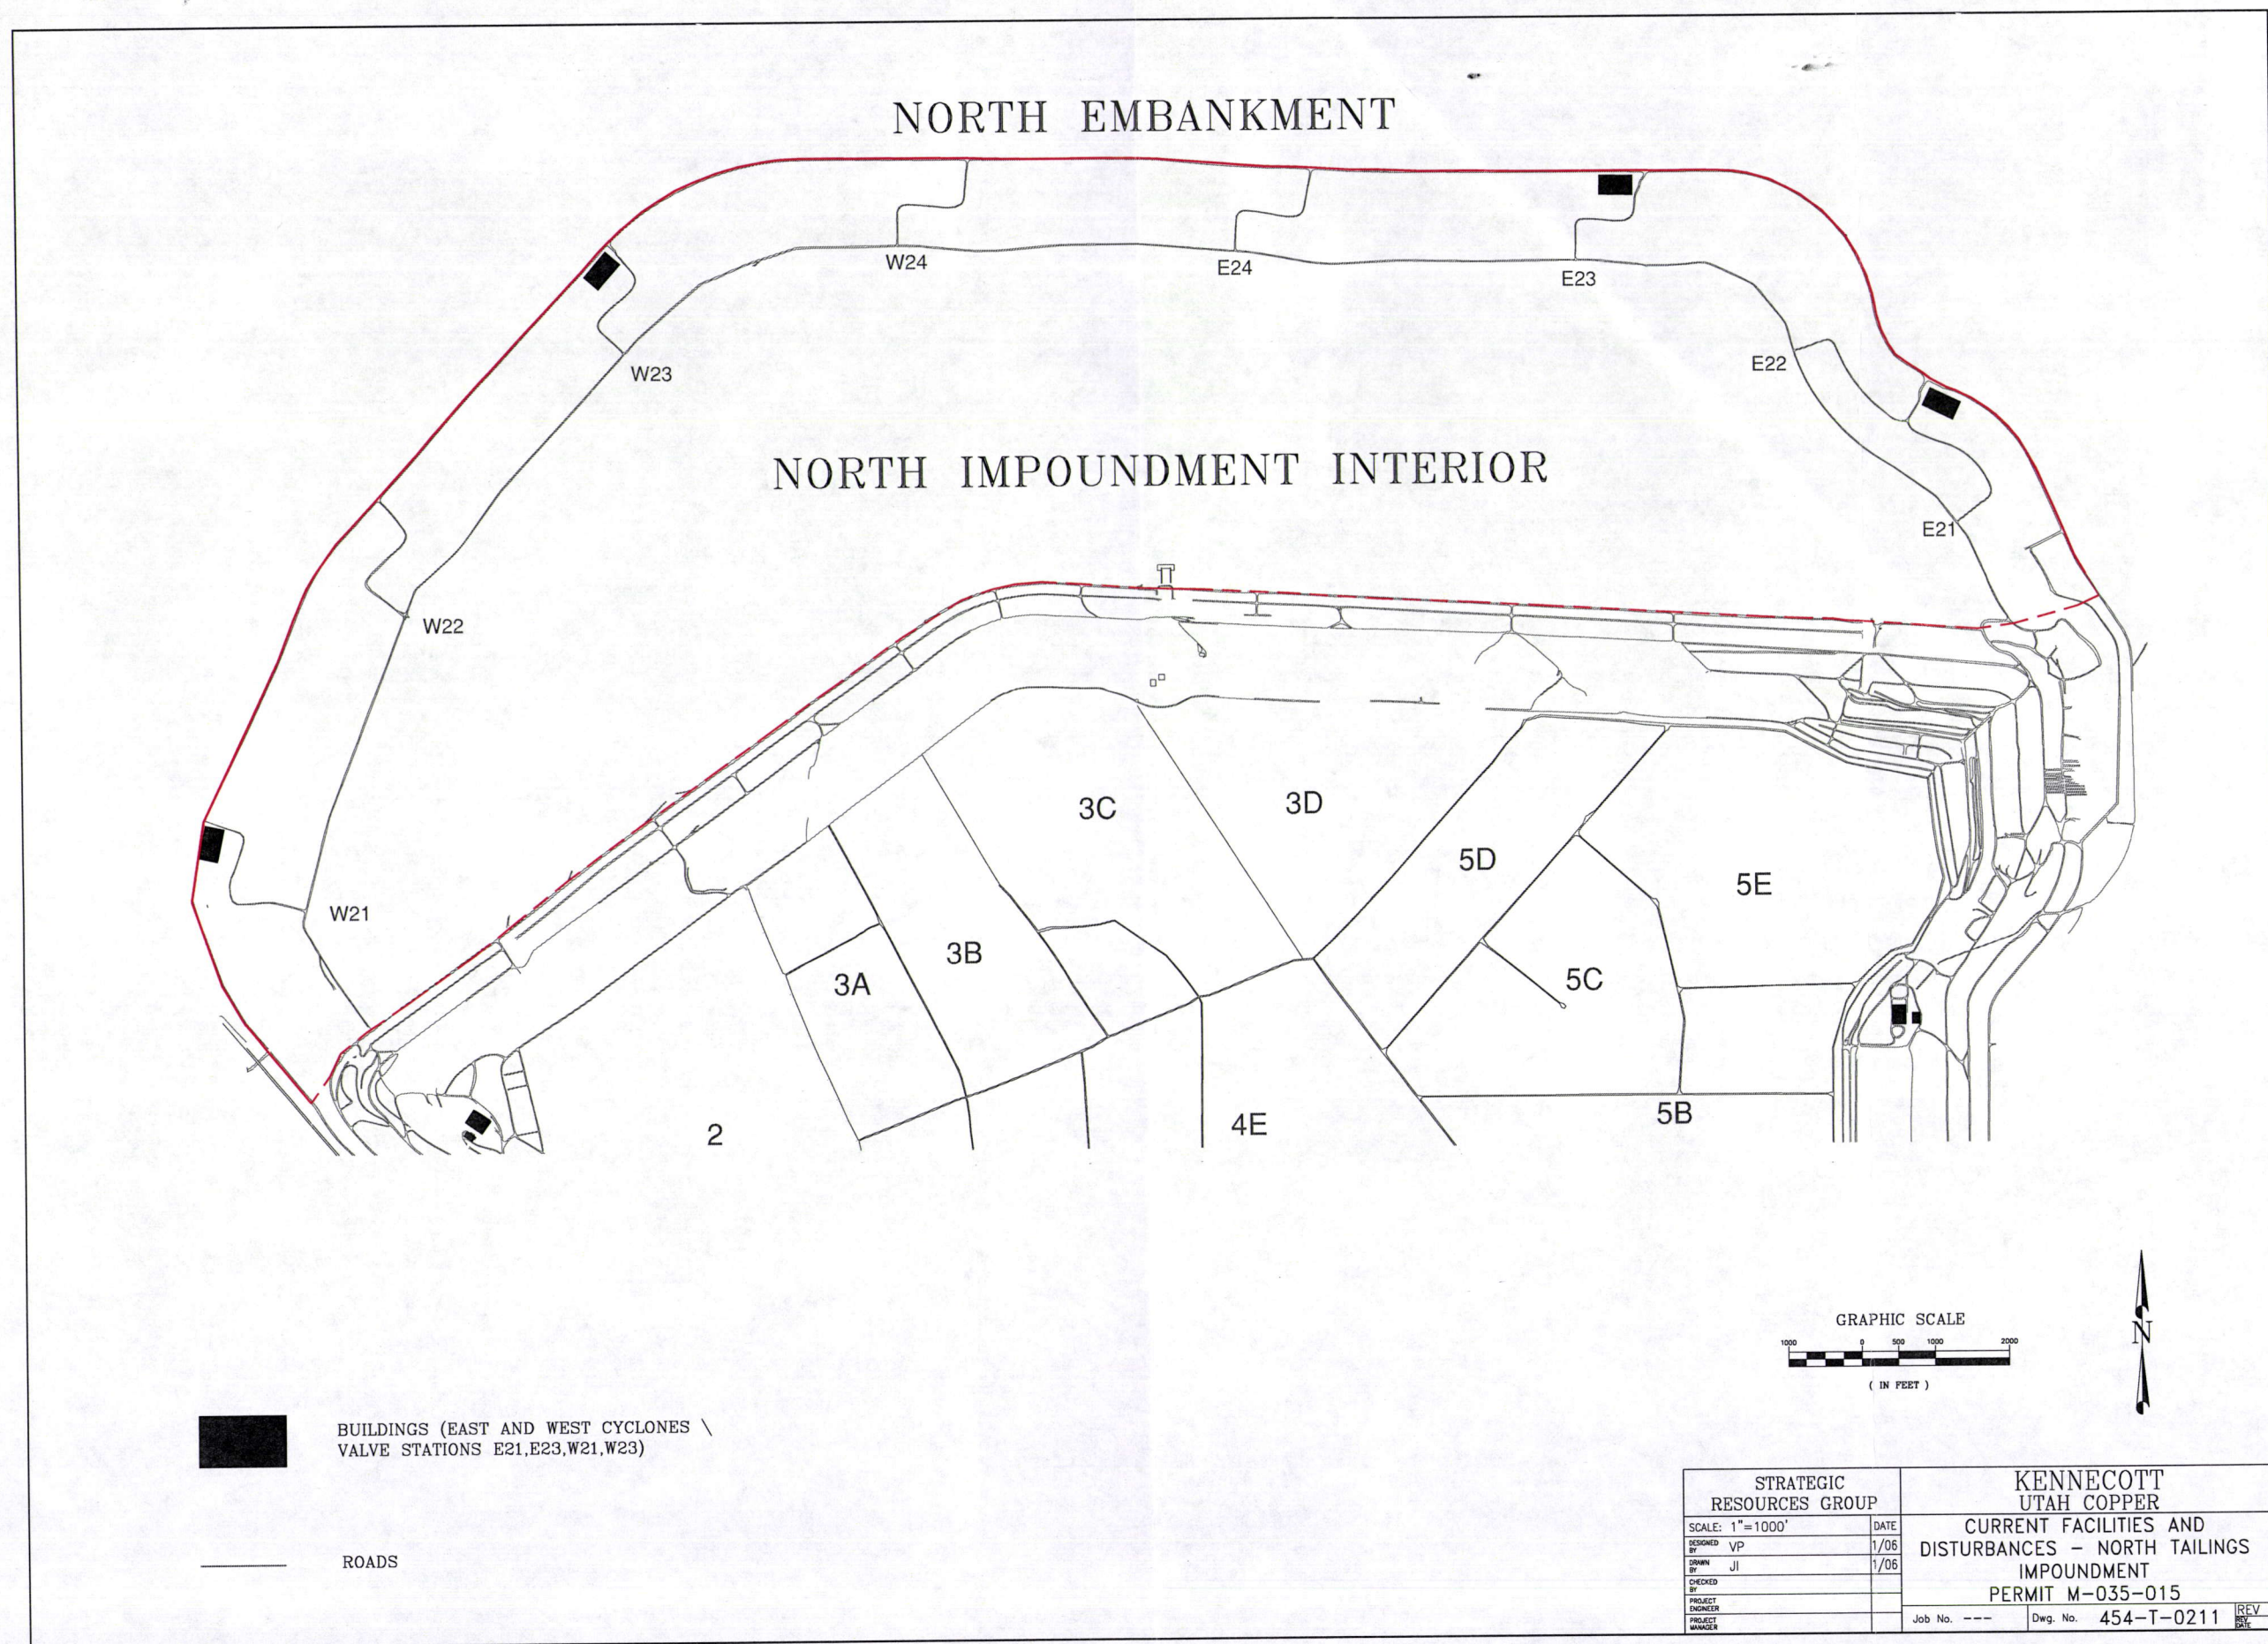 NORTH EMBANKMENT
W24
E24
E23
W23
E22
NORTH IMPOUNDMENT INTERIOR
E21
W22
3C
3D
5D
5E
W21
3B
3A
5C
2
4E
5B
GRAPHIC SCALE
1000 0 500 1000 2000
( IN FEET )
N
BUILDINGS (EAST AND WEST CYCLONES \
VALVE STATIONS E21,E23,W21,W23)
ROADS
STRATEGIC
RESOURCES GROUP
SCALE: 1"=1000' DATE
DESIGNED BY VP 1/06
DRAWN BY JI 1/06
CHECKED BY
PROJECT ENGINEER
PROJECT MANAGER
KENNECOTT
UTAH COPPER
CURRENT FACILITIES AND
DISTURBANCES - NORTH TAILINGS
IMPOUNDMENT
PERMIT M-035-015
Job No. --- Dwg. No. 454-T-0211 REV
REV. DATE